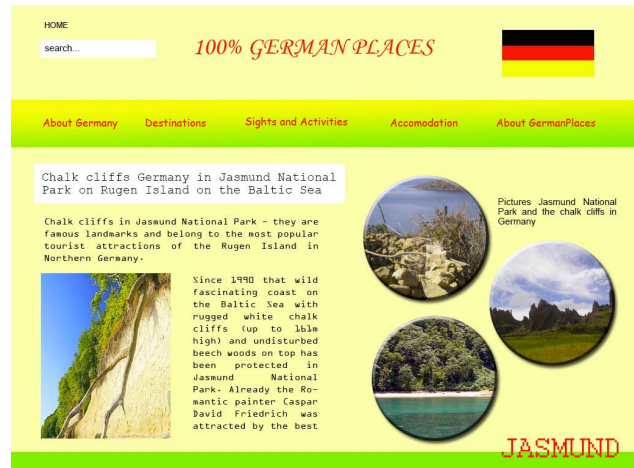 HOME
search...
100% GERMAN PLACES
About Germany
Destinations
Sights and Activities
Accomodation
About GermanPlaces
Chalk cliffs Germany in Jasmund National
Park on Rugen Island on the Baltic Sea
Chalk cliffs in Jasmund National Park - they are
famous landmarks and belong to the most popular
tourist attractions of the Rugen Island in
Northern Germany.
Since 1990 that wild
fascinating coast on
the Baltic Sea with
rugged white chalk
cliffs (up to 161m
high) and undisturbed
beech woods on top has
been protected in
Jasmund National
Park. Already the Ro-
mantic painter Caspar
David Friedrich was
attracted by the best
Pictures Jasmund National
Park and the chalk cliffs in
Germany
JASMUND